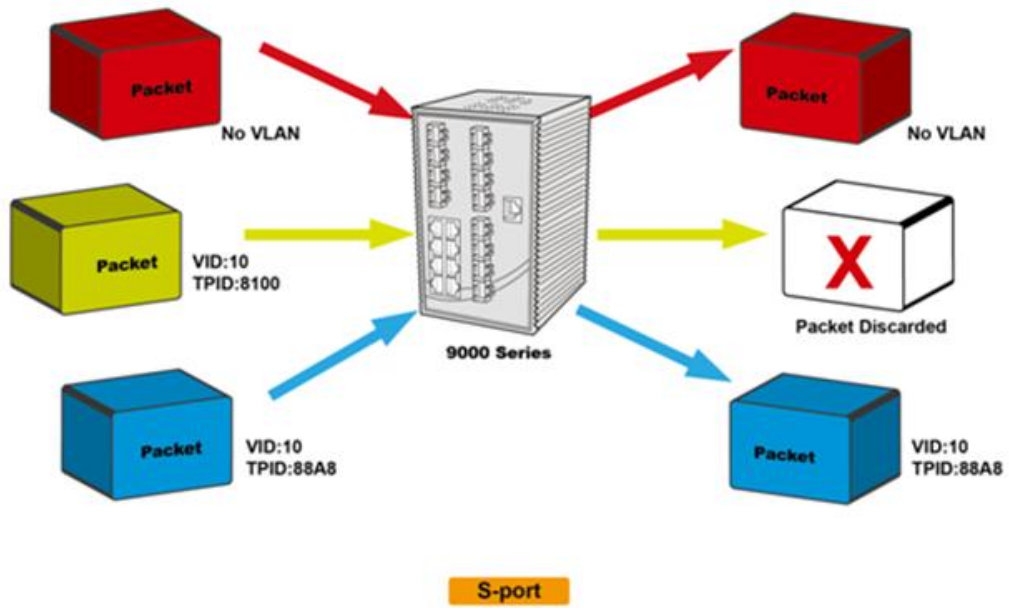 Packet
No VLAN
Packet
No VLAN
Packet
VID:10
TPID:8100
X
Packet Discarded
9000 Series
Packet
VID:10
TPID:88A8
Packet
VID:10
TPID:88A8
S-port